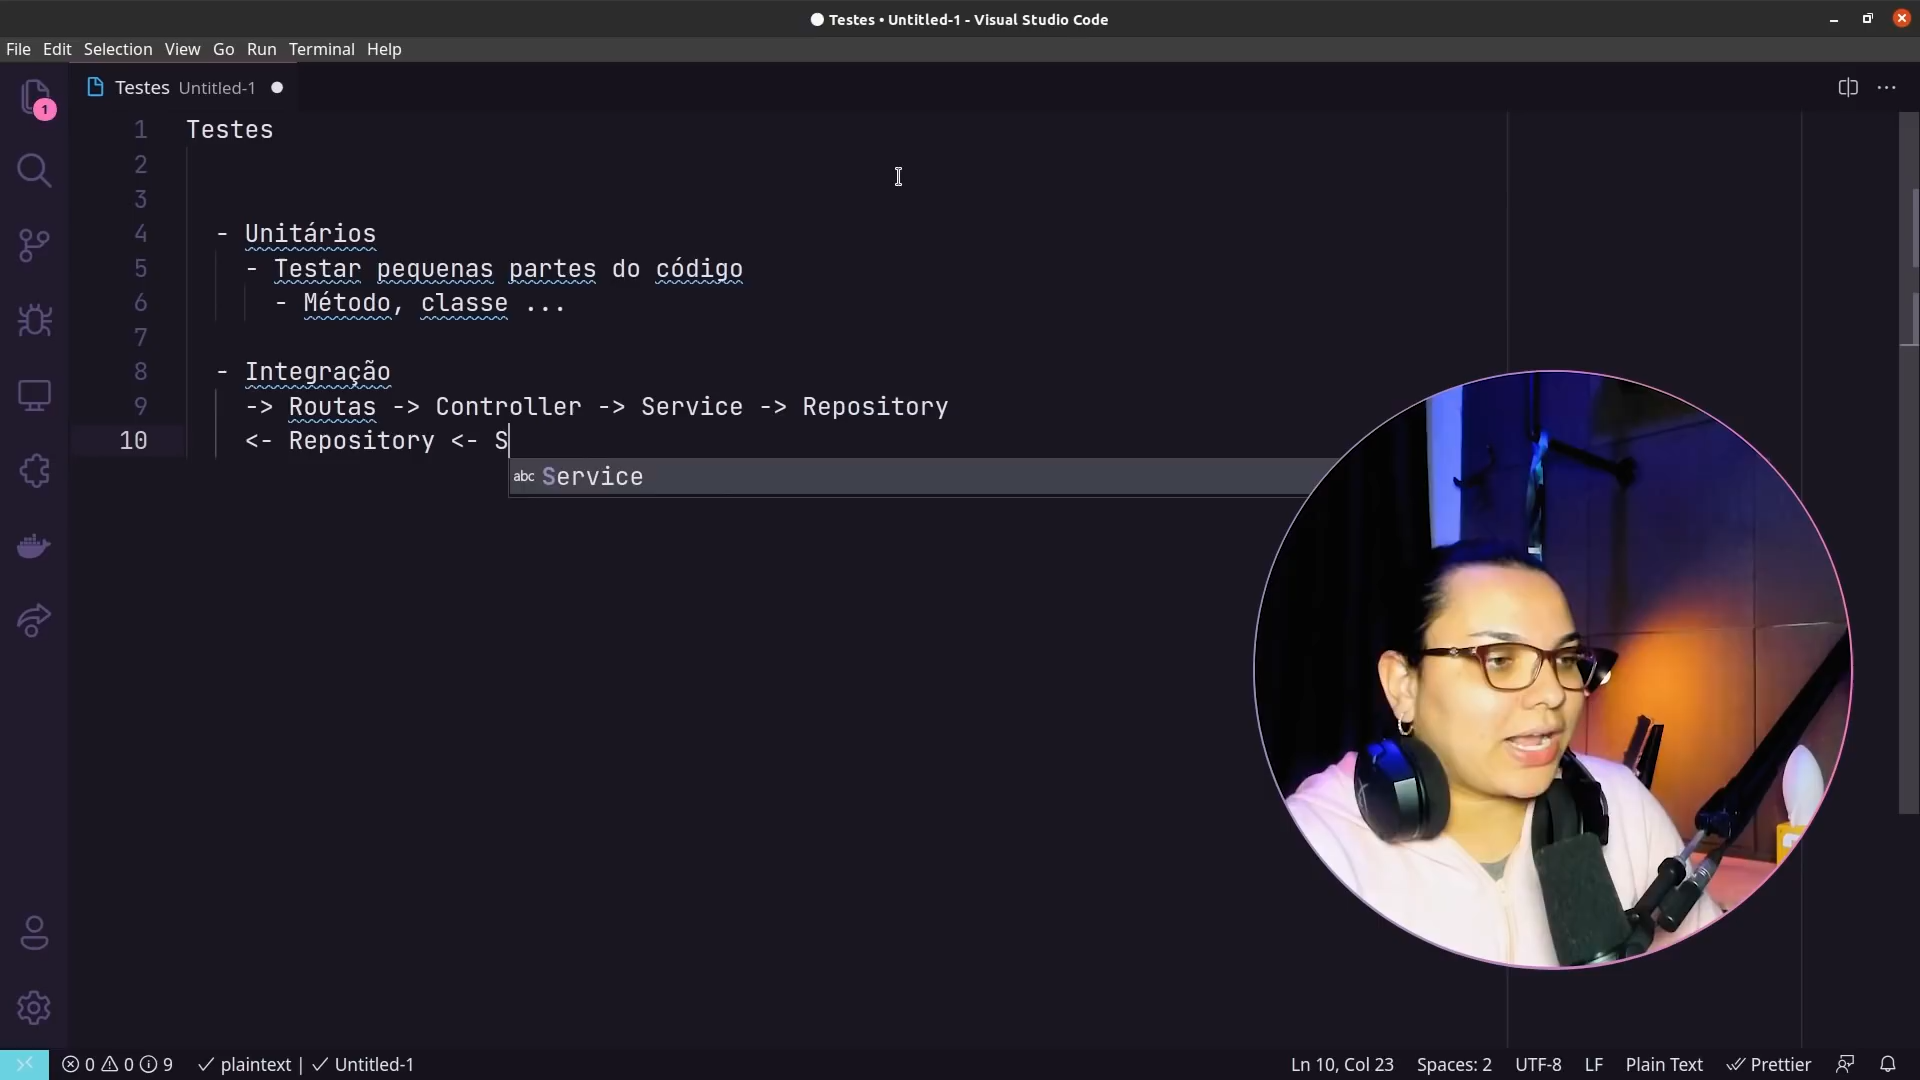 Testes • Untitled-1 - Visual Studio Code
File Edit Selection View Go Run Terminal Help
1
Testes Untitled-1
1 Testes
2
3
4 - Unitários
5 - Testar pequenas partes do código
6 - Método, classe ...
7
8 - Integração
9 -> Routas -> Controller -> Service -> Repository
10 <- Repository <- S
abc Service
0 0 9 plaintext | Untitled-1 Ln 10, Col 23 Spaces: 2 UTF-8 LF Plain Text Prettier